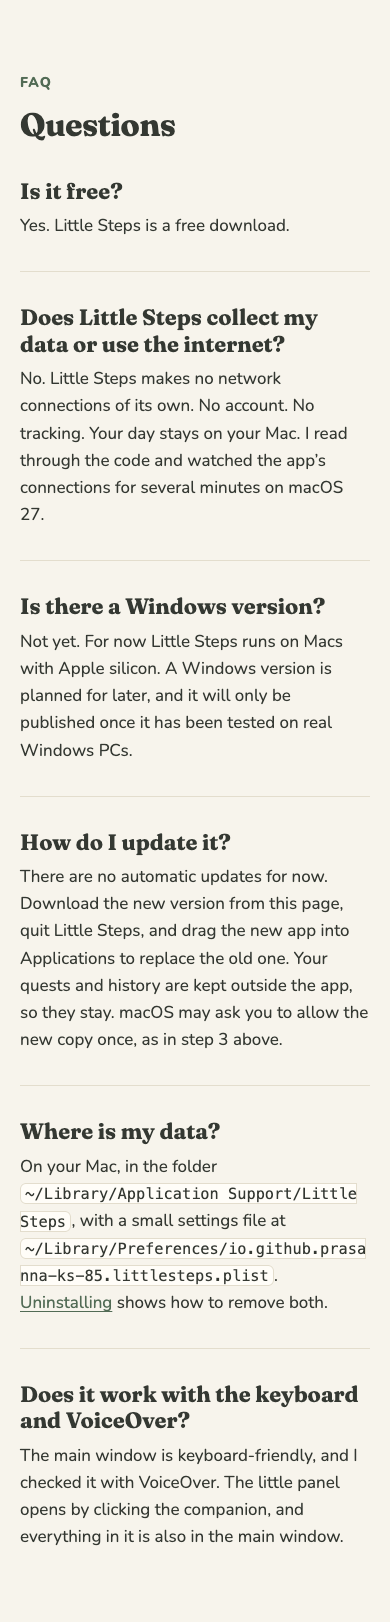 FAQ
Questions
Is it free?
Yes. Little Steps is a free download.
Does Little Steps collect my
data or use the internet?
No. Little Steps makes no network
connections of its own. No account. No
tracking. Your day stays on your Mac. I read
through the code and watched the app’s
connections for several minutes on macOS
27.
Is there a Windows version?
Not yet. For now Little Steps runs on Macs
with Apple silicon. A Windows version is
planned for later, and it will only be
published once it has been tested on real
Windows PCs.
How do I update it?
There are no automatic updates for now.
Download the new version from this page,
quit Little Steps, and drag the new app into
Applications to replace the old one. Your
quests and history are kept outside the app,
so they stay. macOS may ask you to allow the
new copy once, as in step 3 above.
Where is my data?
On your Mac, in the folder
~/Library/Application Support/Little
Steps, with a small settings file at
~/Library/Preferences/io.github.prasa
nna-ks-85.littlesteps.plist.
Uninstalling shows how to remove both.
Does it work with the keyboard
and VoiceOver?
The main window is keyboard-friendly, and I
checked it with VoiceOver. The little panel
opens by clicking the companion, and
everything in it is also in the main window.